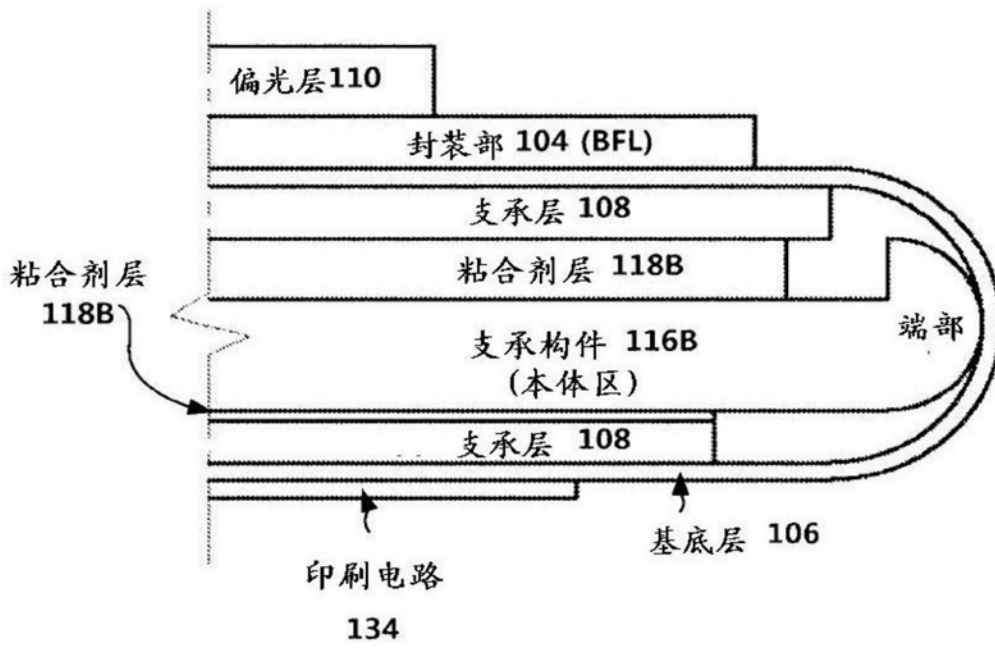 偏光层110
封装部 104 (BFL)
支承层 108
粘合剂层 118B
粘合剂层
118B
端部
支承构件 116B
(本体区)
支承层 108
基底层 106
印刷电路
134